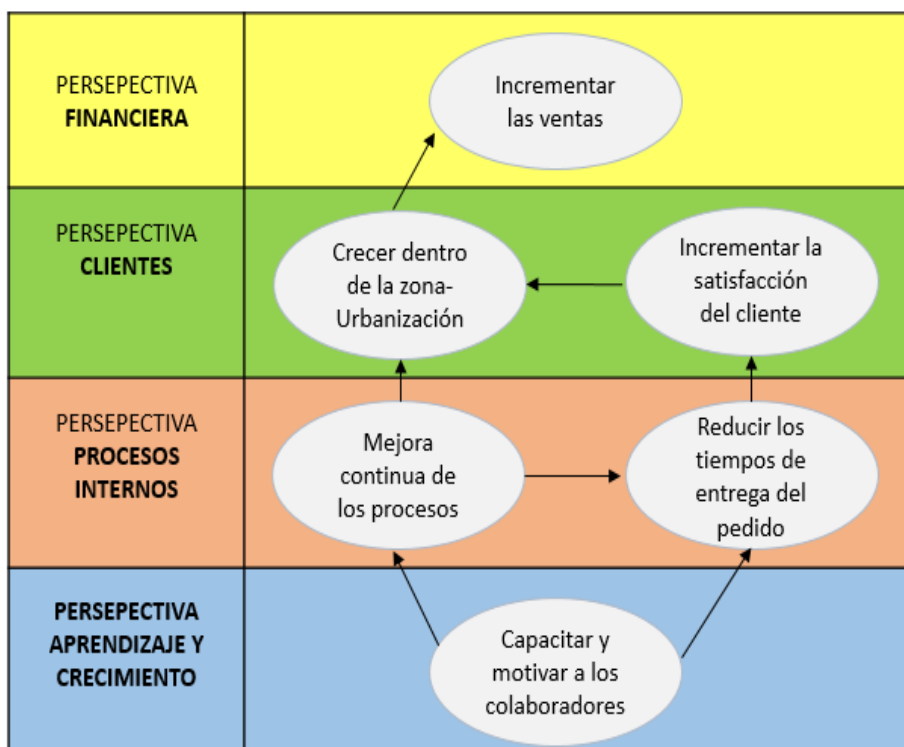 PERSEPECTIVA
FINANCIERA
Incrementar
las ventas
PERSEPECTIVA
CLIENTES
Crecer dentro
de la zona-
Urbanización
Incrementar la
satisfacción
del cliente
PERSEPECTIVA
PROCESOS
INTERNOS
Mejora
continua de
los procesos
Reducir los
tiempos de
entrega del
pedido
PERSEPECTIVA
APRENDIZAJE Y
CRECIMIENTO
Capacitar y
motivar a los
colaboradores